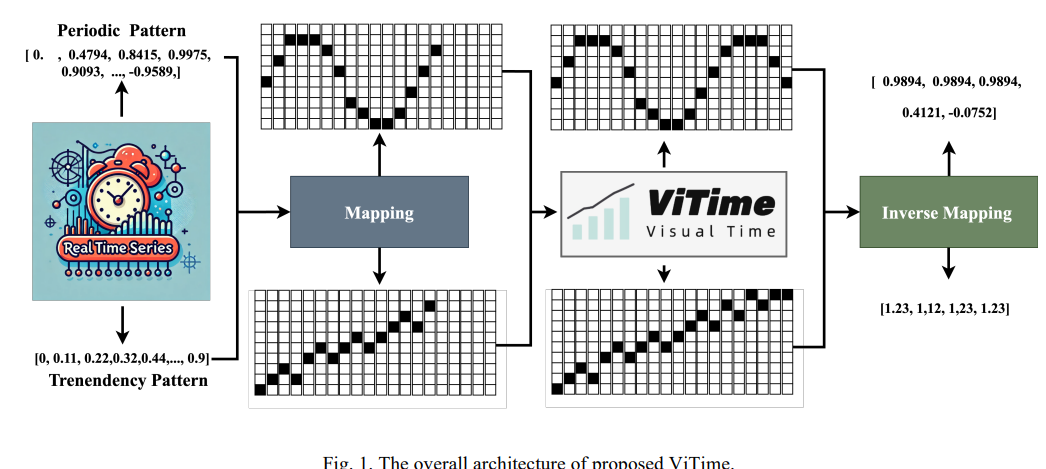 Periodic Pattern
[ 0. , 0.4794, 0.8415, 0.9975,
0.9093, ..., -0.9589,]
Real Time Series
[0, 0.11, 0.22,0.32,0.44,..., 0.9]
Trenendency Pattern
Mapping
ViTime
Visual Time
Inverse Mapping
[ 0.9894, 0.9894, 0.9894,
0.4121, -0.0752]
[1.23, 1,12, 1,23, 1.23]
Fig. 1. The overall architecture of proposed ViTime.